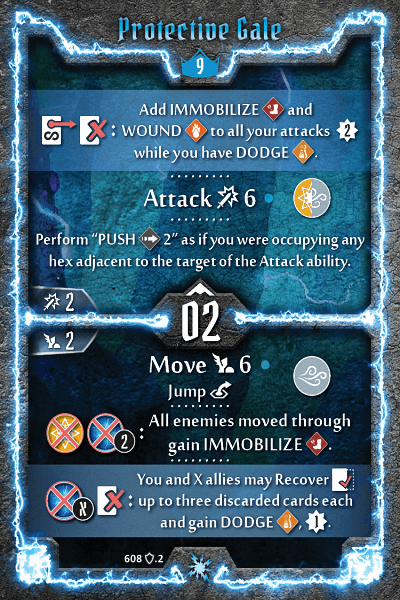 Protective Gale
9
S
Add IMMOBILIZE and
: WOUND to all your attacks 2
while you have DODGE .
Attack 6
Perform “PUSH 2” as if you were occupying any
hex adjacent to the target of the Attack ability.
2
02
2
Move 6
Jump
2 : All enemies moved through
gain IMMOBILIZE .
X : You and X allies may Recover
up to three discarded cards each
and gain DODGE , 1 .
608 .2